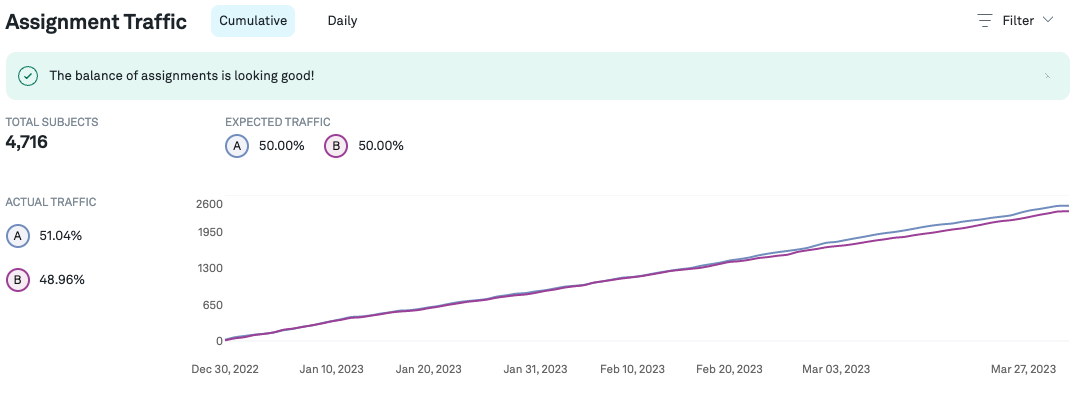 Assignment Traffic Cumulative Daily Filter
The balance of assignments is looking good!
TOTAL SUBJECTS EXPECTED TRAFFIC
4,716 A 50.00% B 50.00%
ACTUAL TRAFFIC
A 51.04%
B 48.96%
2600
1950
1300
650
0
Dec 30, 2022 Jan 10, 2023 Jan 20, 2023 Jan 31, 2023 Feb 10, 2023 Feb 20, 2023 Mar 03, 2023 Mar 27, 2023